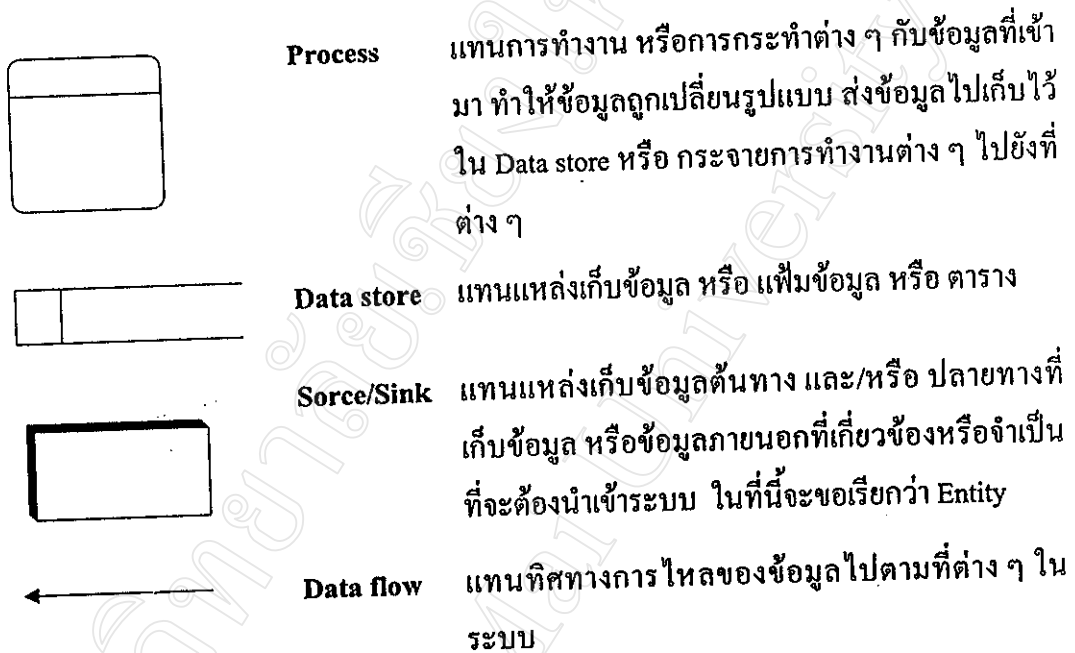 Process แทนการทำงาน หรือการกระทำต่าง ๆ กับข้อมูลที่เข้า
มา ทำให้ข้อมูลถูกเปลี่ยนรูปแบบ ส่งข้อมูลไปเก็บไว้
ใน Data store หรือ กระจายการทำงานต่าง ๆ ไปยังที่
ต่าง ๆ
Data store แทนแหล่งเก็บข้อมูล หรือ แฟ้มข้อมูล หรือ ตาราง
Sorce/Sink แทนแหล่งเก็บข้อมูลต้นทาง และ/หรือ ปลายทางที่
เก็บข้อมูล หรือข้อมูลภายนอกที่เกี่ยวข้องหรือจำเป็น
ที่จะต้องนำเข้าระบบ ในที่นี้จะขอเรียกว่า Entity
Data flow แทนทิศทางการไหลของข้อมูลไปตามที่ต่าง ๆ ใน
ระบบ